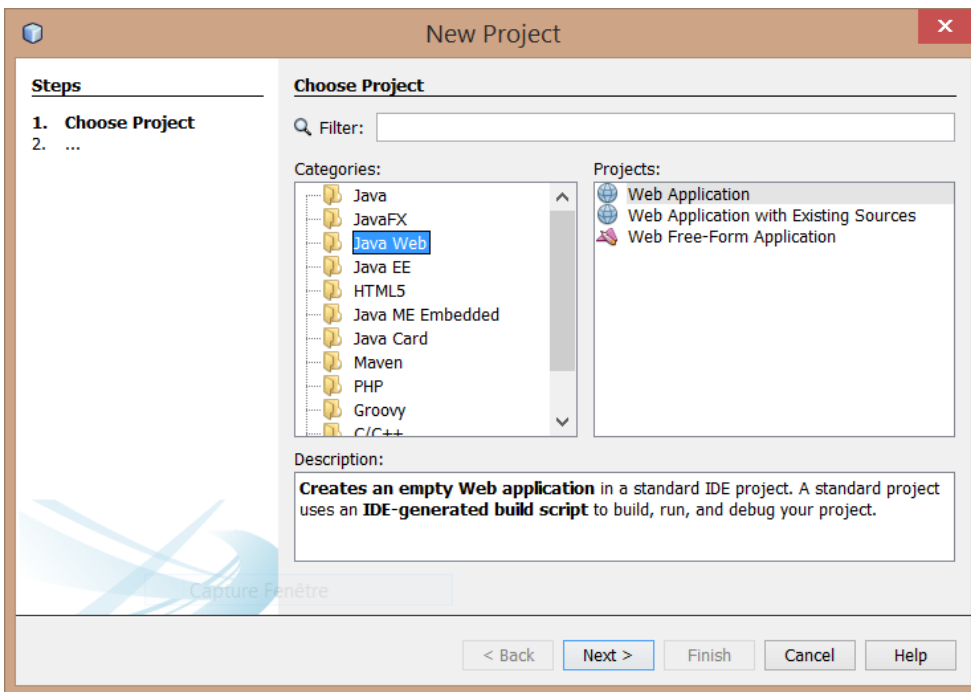 New Project
Steps
1. Choose Project
2. ...
Choose Project
Filter:
Categories:
Java
JavaFX
Java Web
Java EE
HTML5
Java ME Embedded
Java Card
Maven
PHP
Groovy
C/C++
Projects:
Web Application
Web Application with Existing Sources
Web Free-Form Application
Description:
Creates an empty Web application in a standard IDE project. A standard project
uses an IDE-generated build script to build, run, and debug your project.
Capture Fenêtre
< Back
Next >
Finish
Cancel
Help